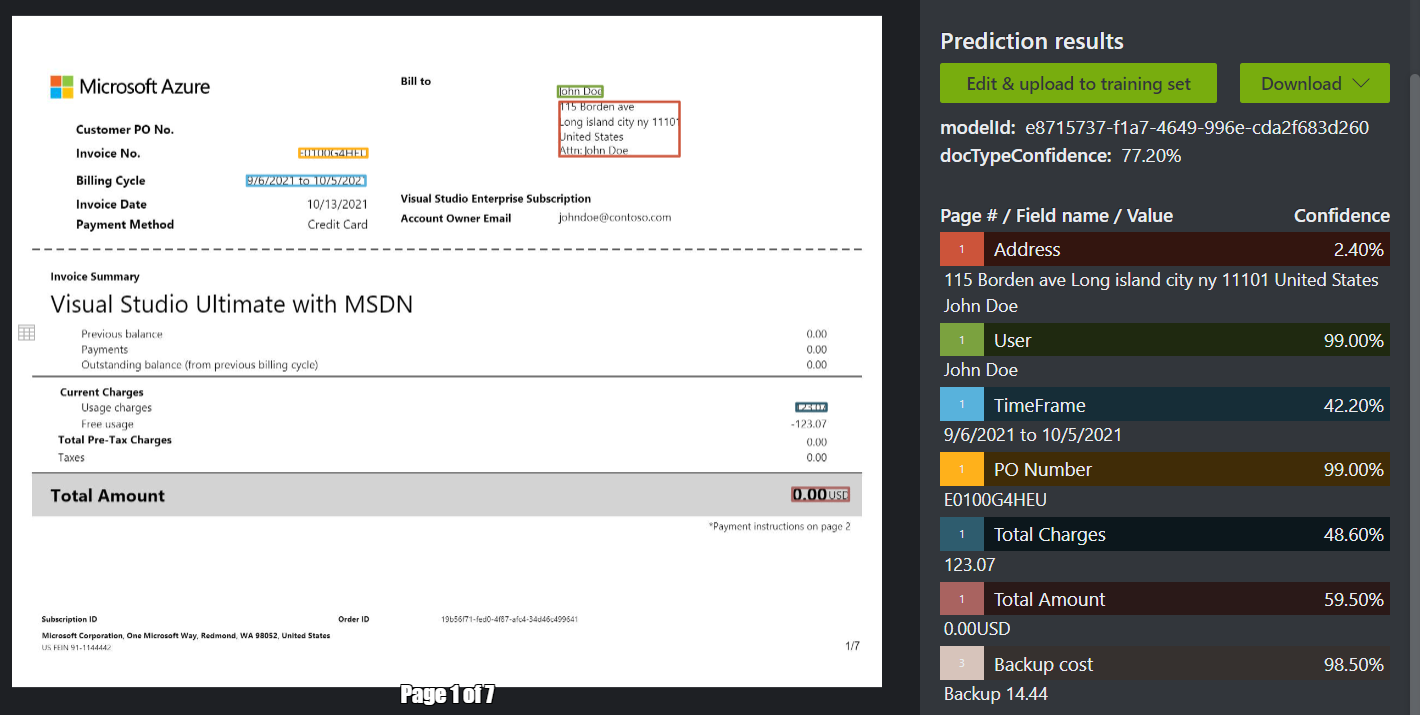 Microsoft Azure
Bill to
John Doe
115 Borden ave
Long island city ny 11101
United States
Attn: John Doe
Customer PO No.
Invoice No. E0100G4HEU
Billing Cycle 9/6/2021 to 10/5/2021
Invoice Date 10/13/2021
Payment Method Credit Card
Visual Studio Enterprise Subscription
Account Owner Email johndoe@contoso.com
Invoice Summary
Visual Studio Ultimate with MSDN
Previous balance 0.00
Payments 0.00
Outstanding balance (from previous billing cycle) 0.00
Current Charges
Usage charges 123.07
Free usage -123.07
Total Pre-Tax Charges 0.00
Taxes 0.00
Total Amount 0.00 USD
*Payment instructions on page 2
Subscription ID Order ID 19b56f71-fed0-4f87-afc4-34d46c499641
Microsoft Corporation, One Microsoft Way, Redmond, WA 98052, United States
US FEIN 91-1144442
1/7
Page 1 of 7
Prediction results
Edit & upload to training set
Download
modelId: e8715737-f1a7-4649-996e-cda2f683d260
docTypeConfidence: 77.20%
Page # / Field name / Value Confidence
1 Address 2.40%
115 Borden ave Long island city ny 11101 United States
John Doe
1 User 99.00%
John Doe
1 TimeFrame 42.20%
9/6/2021 to 10/5/2021
1 PO Number 99.00%
E0100G4HEU
1 Total Charges 48.60%
123.07
1 Total Amount 59.50%
0.00USD
3 Backup cost 98.50%
Backup 14.44